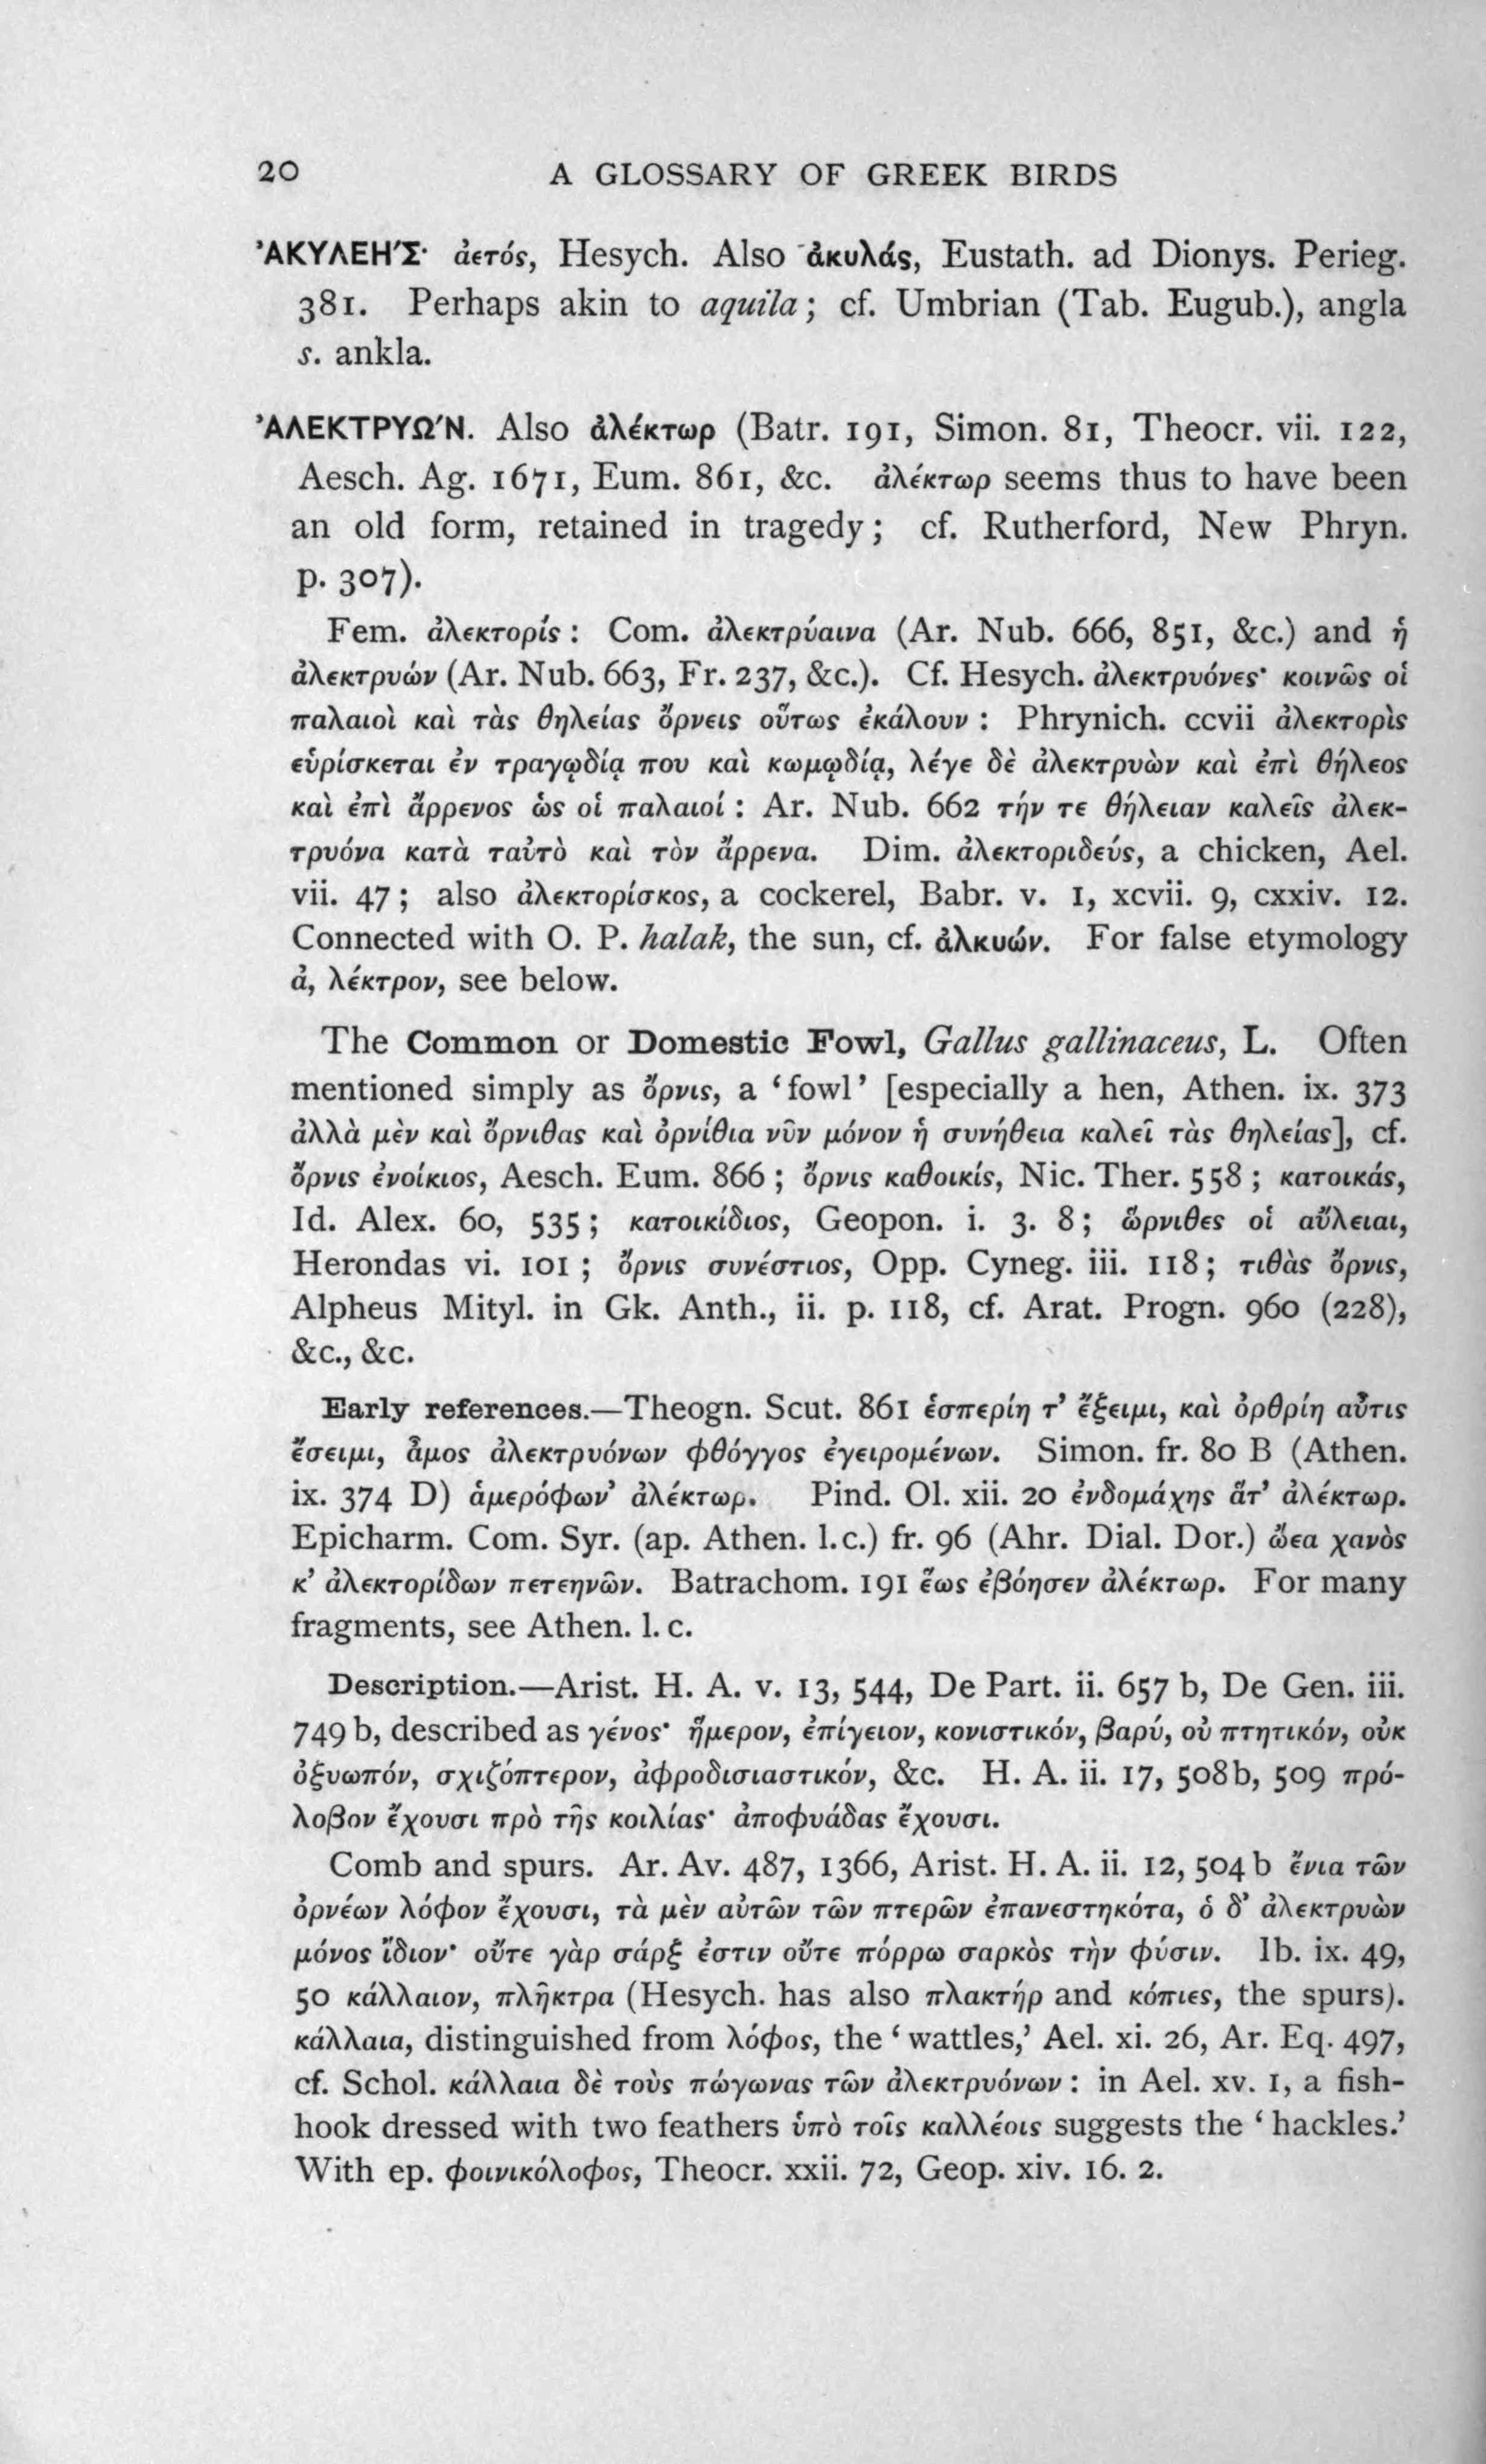 20 A GLOSSARY OF GREEK BIRDS
ἈΚΥΛΕΗΣ́· ἀετός, Hesych. Also ἀκυλάς, Eustath. ad Dionys. Perieg.
381. Perhaps akin to aquila; cf. Umbrian (Tab. Eugub.), angla
s. ankla.
ἈΛΕΚΤΡΥΩ΄Ν. Also ἀλέκτωρ (Batr. 191, Simon. 81, Theocr. vii. 122,
Aesch. Ag. 1671, Eum. 861, &c. ἀλέκτωρ seems thus to have been
an old form, retained in tragedy; cf. Rutherford, New Phryn.
p. 307).
Fem. ἀλεκτορίς: Com. ἀλεκτρύαινα (Ar. Nub. 666, 851, &c.) and ἡ
ἀλεκτρυών (Ar. Nub. 663, Fr. 237, &c.). Cf. Hesych. ἀλεκτρυόνες· κοινῶς οἱ
παλαιοὶ καὶ τὰς θηλείας ὄρνεις οὕτως ἐκάλουν: Phrynich. ccvii ἀλεκτορὶς
εὑρίσκεται ἐν τραγῳδίᾳ που καὶ κωμῳδίᾳ, λέγε δὲ ἀλεκτρυὼν καὶ ἐπὶ θήλεος
καὶ ἐπὶ ἄρρενος ὡς οἱ παλαιοί: Ar. Nub. 662 τήν τε θήλειαν καλεῖς ἀλεκ-
τρυόνα κατὰ ταὐτὸ καὶ τὸν ἄρρενα. Dim. ἀλεκτοριδεύς, a chicken, Ael.
vii. 47; also ἀλεκτορίσκος, a cockerel, Babr. v. 1, xcvii. 9, cxxiv. 12.
Connected with O. P. halak, the sun, cf. ἀλκυών. For false etymology
ἀ, λέκτρον, see below.
The Common or Domestic Fowl, Gallus gallinaceus, L. Often
mentioned simply as ὄρνις, a ‘fowl’ [especially a hen, Athen. ix. 373
ἀλλὰ μὲν καὶ ὄρνιθας καὶ ὀρνίθια νῦν μόνον ἡ συνήθεια καλεῖ τὰς θηλείας], cf.
ὄρνις ἐνοίκιος, Aesch. Eum. 866; ὄρνις καθοικίς, Nic. Ther. 558; κατοικάς,
Id. Alex. 60, 535; κατοικίδιος, Geopon. i. 3. 8; ὥρνιθες οἱ αὔλειαι,
Herondas vi. 101; ὄρνις συνέστιος, Opp. Cyneg. iii. 118; τιθὰς ὄρνις,
Alpheus Mityl. in Gk. Anth., ii. p. 118, cf. Arat. Progn. 960 (228),
&c., &c.
Early references.—Theogn. Scut. 861 ἑσπερίη τ’ ἔξειμι, καὶ ὀρθρίη αὖτις
ἔσειμι, ἆμος ἀλεκτρυόνων φθόγγος ἐγειρομένων. Simon. fr. 80 B (Athen.
ix. 374 D) ἁμερόφων’ ἀλέκτωρ. Pind. Ol. xii. 20 ἐνδομάχης ἅτ’ ἀλέκτωρ.
Epicharm. Com. Syr. (ap. Athen. l.c.) fr. 96 (Ahr. Dial. Dor.) ὤεα χανὸς
κ’ ἀλεκτορίδων πετεηνῶν. Batrachom. 191 ἕως ἐβόησεν ἀλέκτωρ. For many
fragments, see Athen. l. c.
Description.—Arist. H. A. v. 13, 544, De Part. ii. 657 b, De Gen. iii.
749 b, described as γένος· ἥμερον, ἐπίγειον, κονιστικόν, βαρύ, οὐ πτητικόν, οὐκ
ὀξυωπόν, σχιζόπτερον, ἀφροδισιαστικόν, &c. H. A. ii. 17, 508b, 509 πρό-
λοβον ἔχουσι πρὸ τῆς κοιλίας· ἀποφυάδας ἔχουσι.
Comb and spurs. Ar. Av. 487, 1366, Arist. H. A. ii. 12, 504 b ἔνια τῶν
ὀρνέων λόφον ἔχουσι, τὰ μὲν αὐτῶν τῶν πτερῶν ἐπανεστηκότα, ὁ δ’ ἀλεκτρυὼν
μόνος ἴδιον· οὔτε γὰρ σάρξ ἐστιν οὔτε πόρρω σαρκὸς τὴν φύσιν. Ib. ix. 49,
50 κάλλαιον, πλῆκτρα (Hesych. has also πλακτήρ and κόπιες, the spurs).
κάλλαια, distinguished from λόφος, the ‘wattles,’ Ael. xi. 26, Ar. Eq. 497,
cf. Schol. κάλλαια δὲ τοὺς πώγωνας τῶν ἀλεκτρυόνων: in Ael. xv. 1, a fish-
hook dressed with two feathers ὑπὸ τοῖς καλλέοις suggests the ‘hackles.’
With ep. φοινικόλοφος, Theocr. xxii. 72, Geop. xiv. 16. 2.